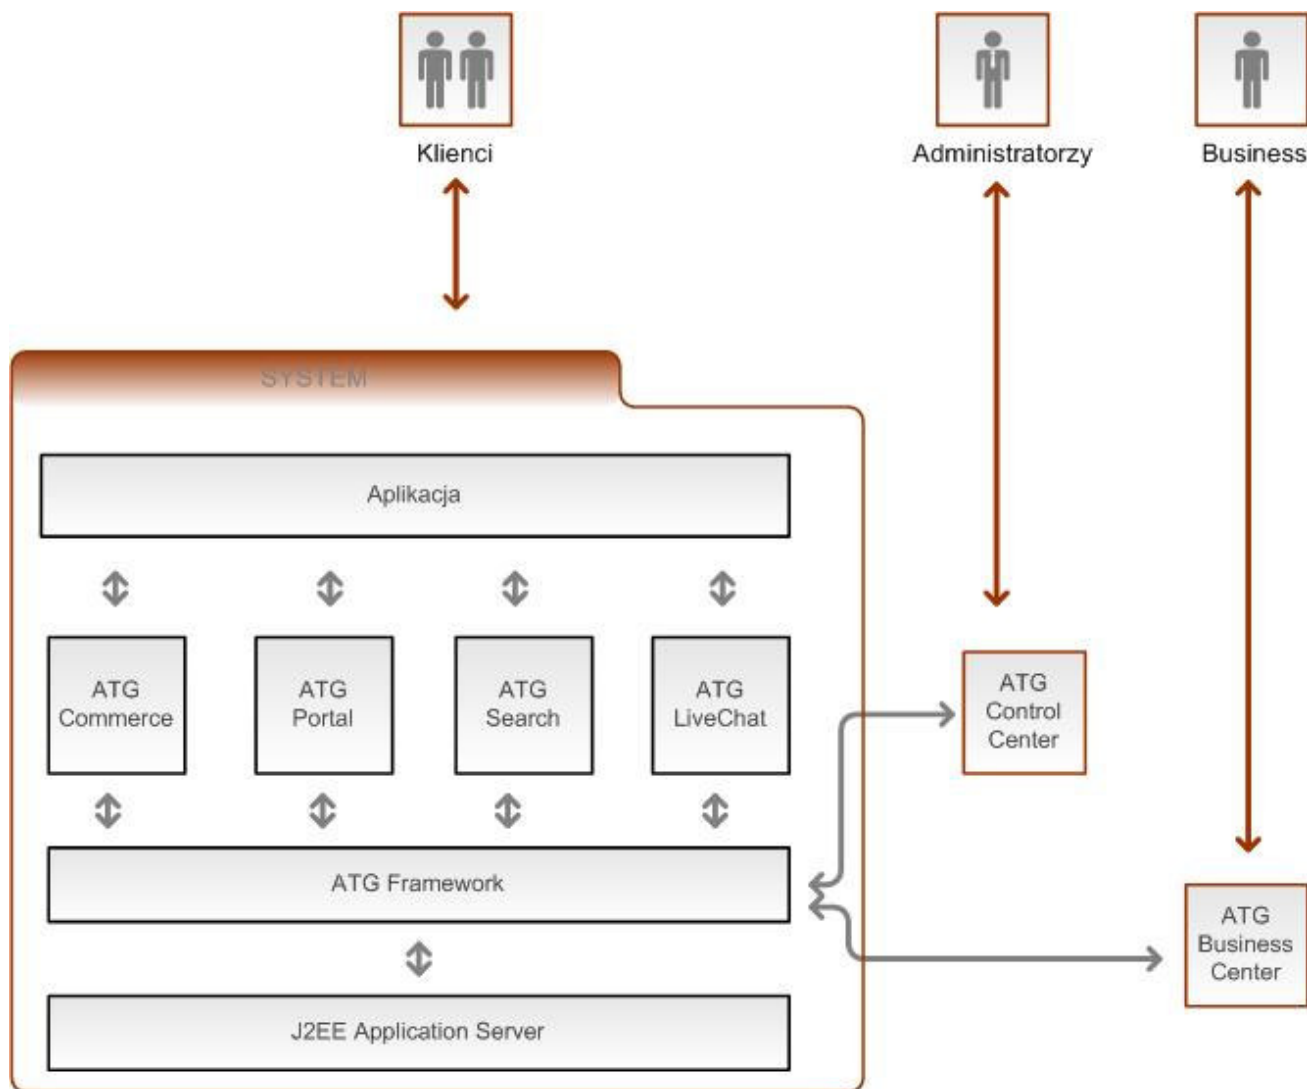 Klienci
Administratorzy
Business
SYSTEM
Aplikacja
ATG
Commerce
ATG
Portal
ATG
Search
ATG
LiveChat
ATG
Control
Center
ATG Framework
ATG
Business
Center
J2EE Application Server